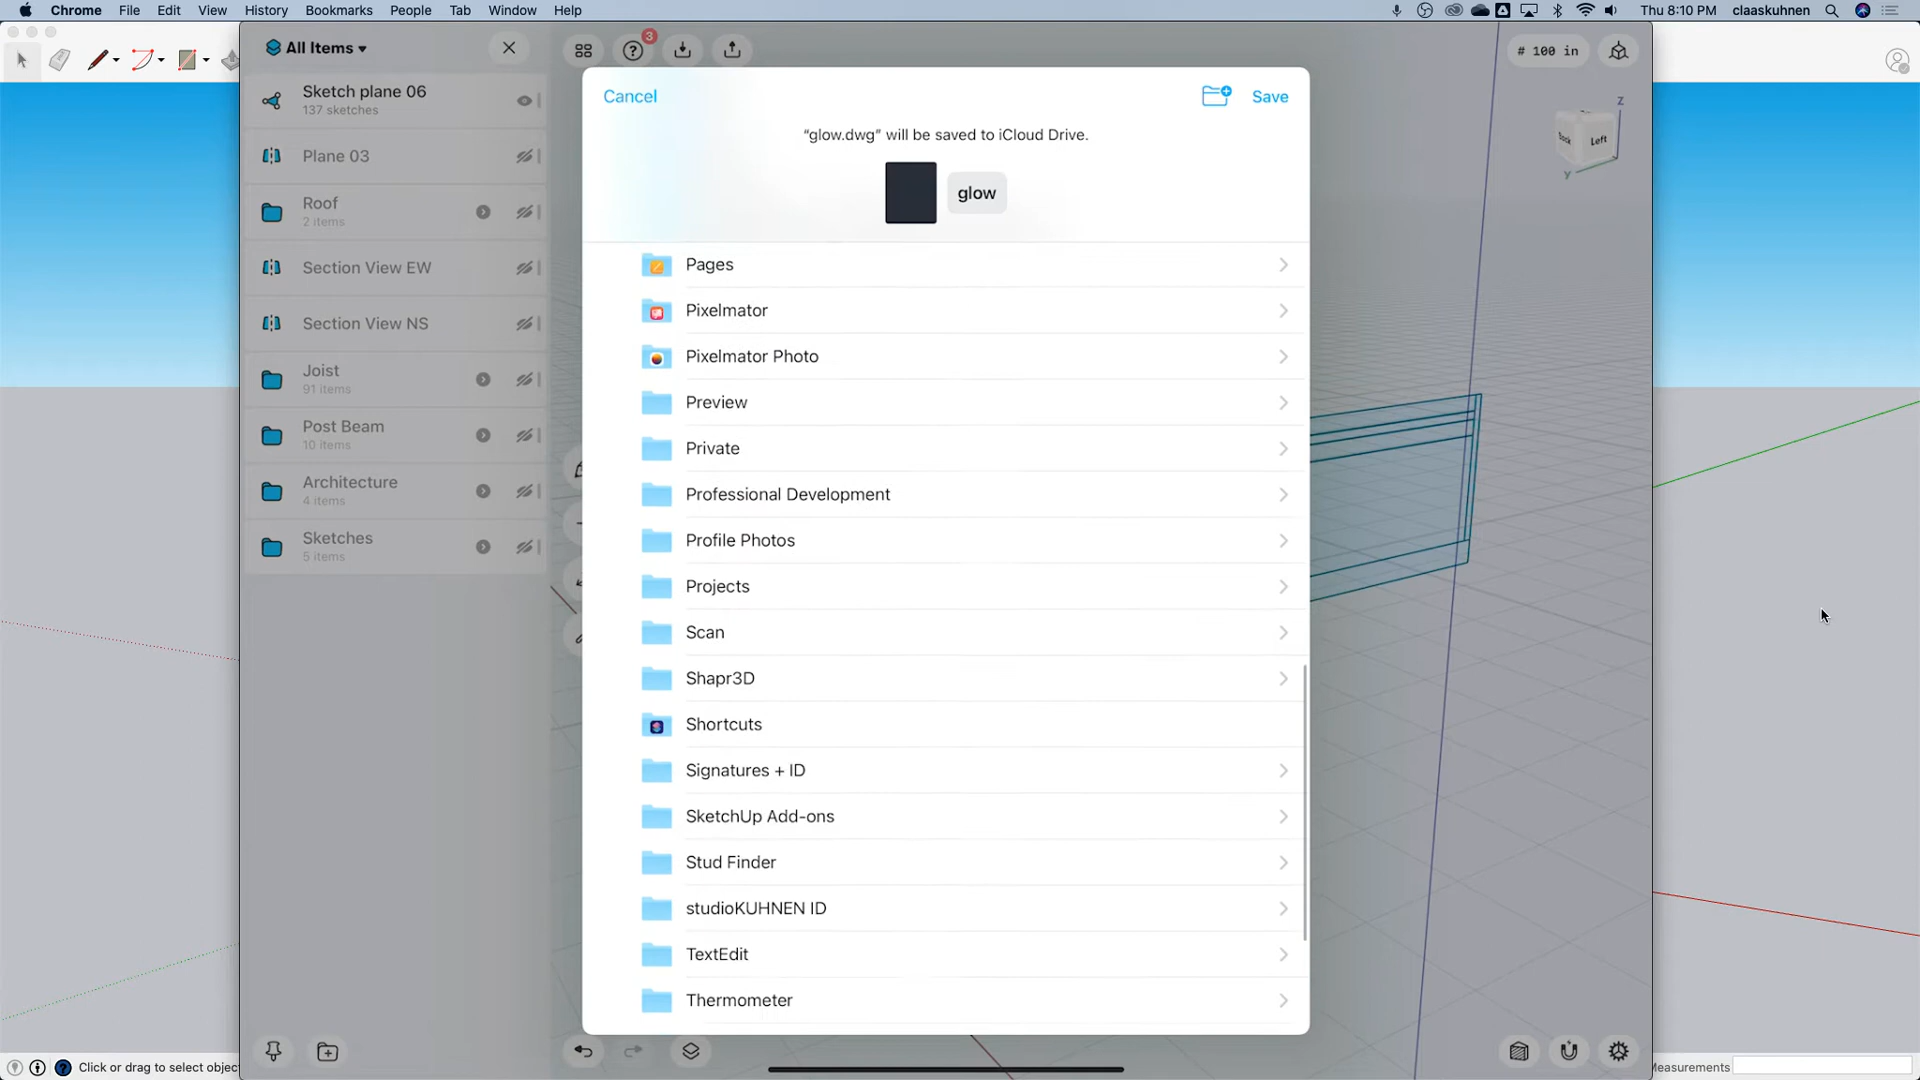 Chrome File Edit View History Bookmarks People Tab Window Help
Thu 8:10 PM claaskuhnen
All Items
3
# 100 in
Sketch plane 06
137 sketches
Plane 03
Roof
2 items
Section View EW
Section View NS
Joist
91 items
Post Beam
10 items
Architecture
4 items
Sketches
5 items
Cancel
Save
“glow.dwg” will be saved to iCloud Drive.
glow
Pages
Pixelmator
Pixelmator Photo
Preview
Private
Professional Development
Profile Photos
Projects
Scan
Shapr3D
Shortcuts
Signatures + ID
SketchUp Add-ons
Stud Finder
studioKUHNEN ID
TextEdit
Thermometer
Z
Back Left
Y
Click or drag to select objec
Measurements